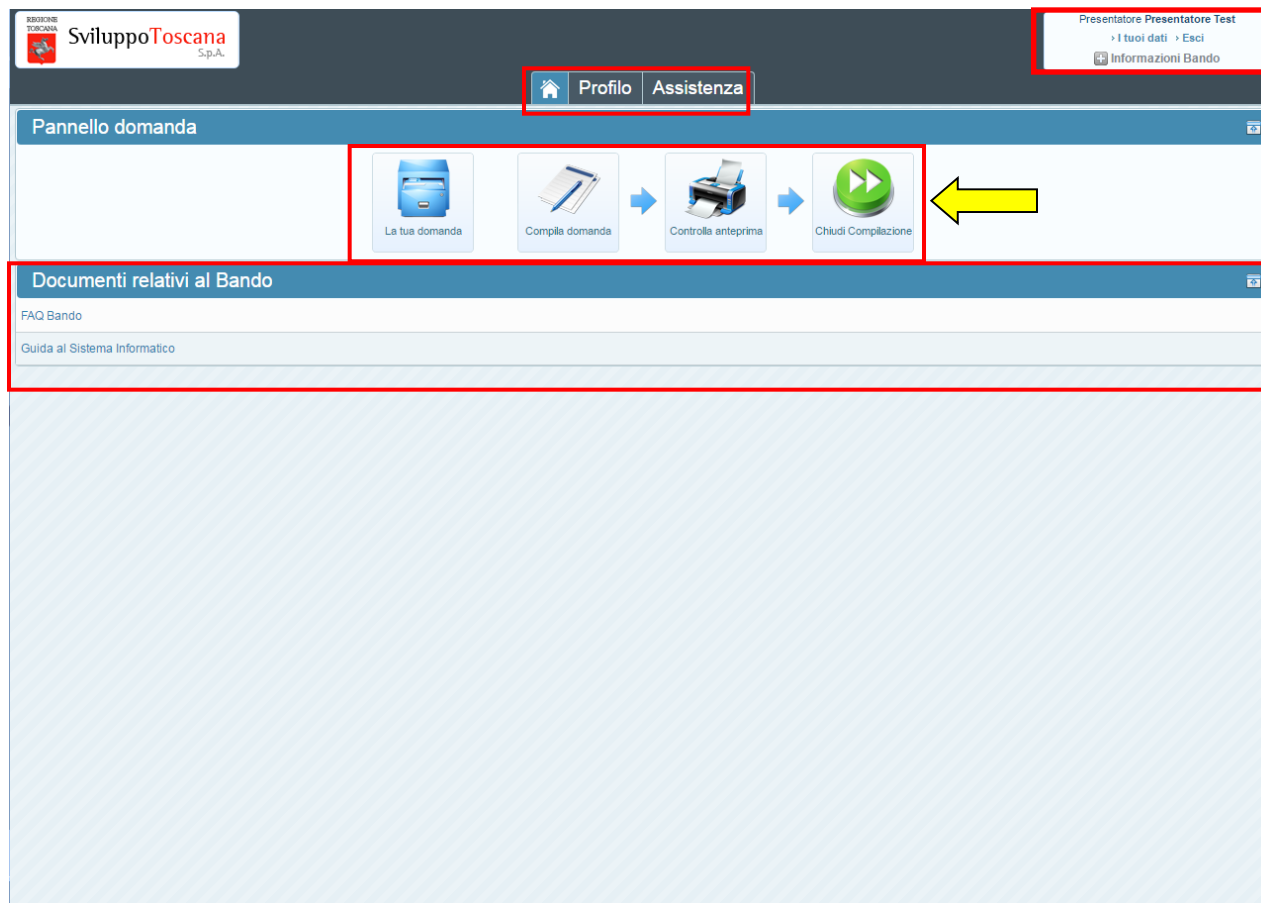 REGIONE
TOSCANA
SviluppoToscana
S.p.A.
Presentatore Presentatore Test
› I tuoi dati › Esci
Informazioni Bando
Profilo Assistenza
Pannello domanda
La tua domanda
Compila domanda
Controlla anteprima
Chiudi Compilazione
Documenti relativi al Bando
FAQ Bando
Guida al Sistema Informatico